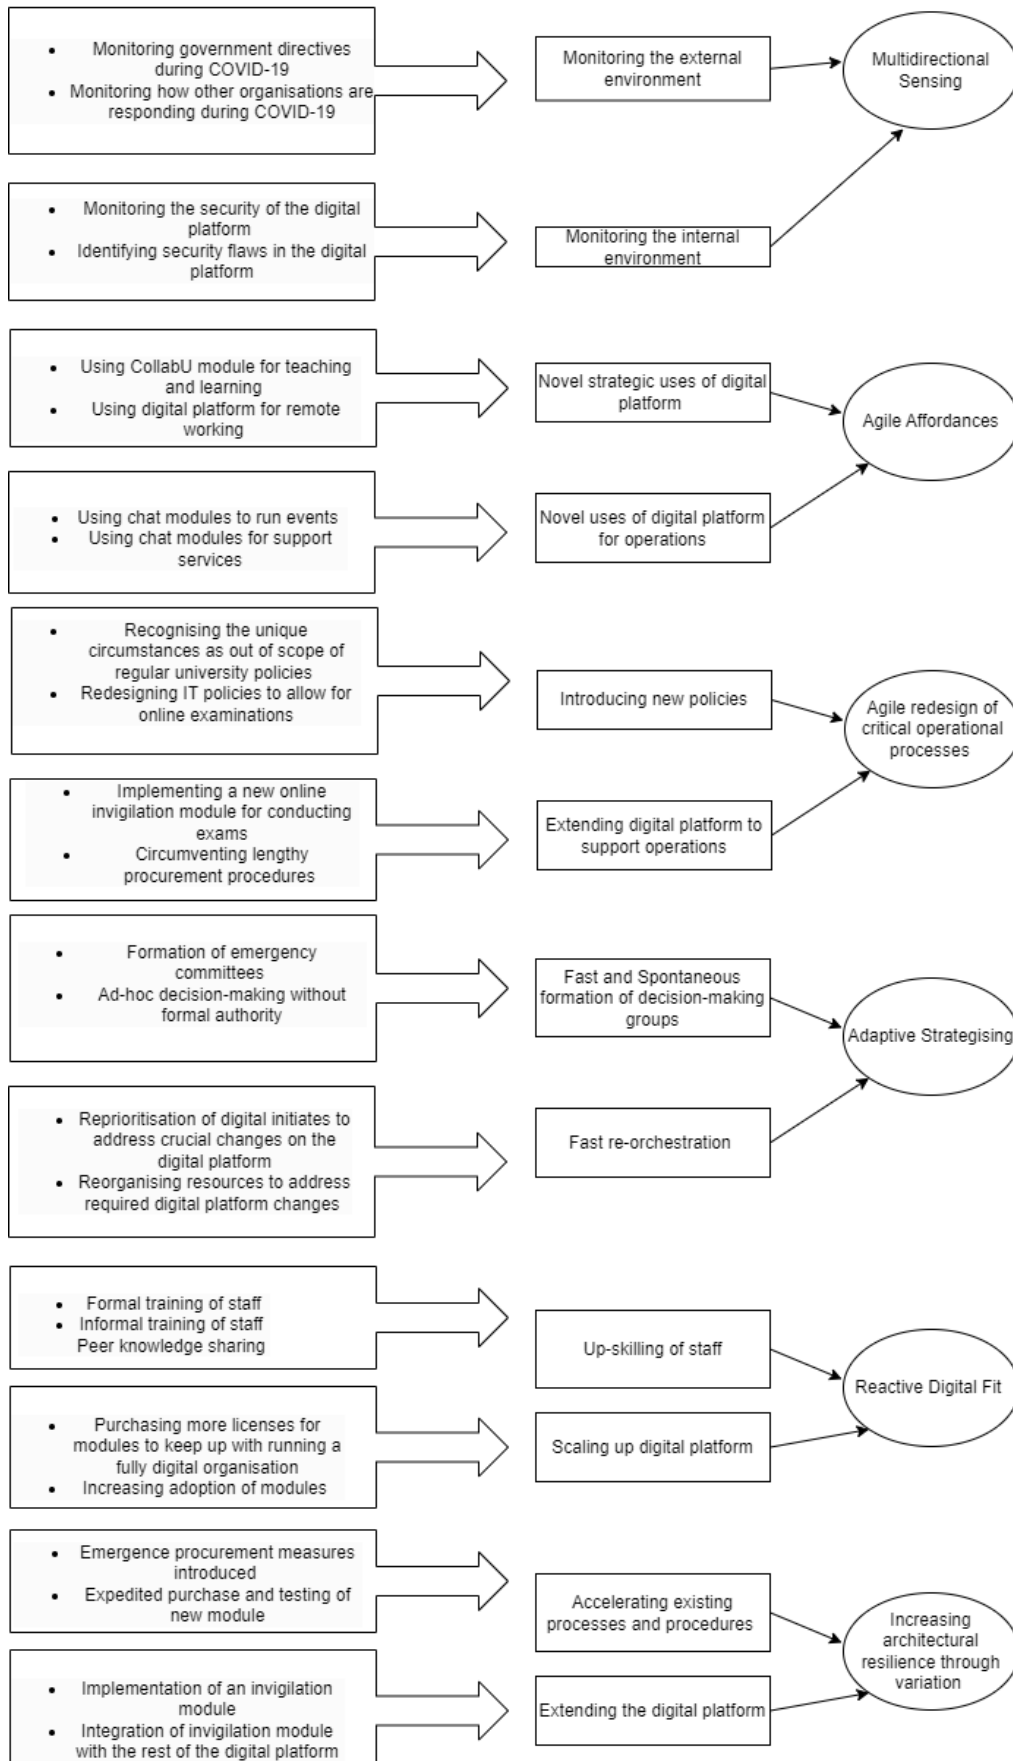 • Monitoring government directives
during COVID-19
• Monitoring how other organisations are
responding during COVID-19
Monitoring the external
environment
Multidirectional
Sensing
• Monitoring the security of the digital
platform
• Identifying security flaws in the digital
platform
Monitoring the internal
environment
• Using CollabU module for teaching
and learning
• Using digital platform for remote
working
Novel strategic uses of digital
platform
Agile Affordances
• Using chat modules to run events
• Using chat modules for support
services
Novel uses of digital platform
for operations
• Recognising the unique
circumstances as out of scope of
regular university policies
• Redesigning IT policies to allow for
online examinations
Introducing new policies
Agile redesign of
critical operational
processes
• Implementing a new online
invigilation module for conducting
exams
• Circumventing lengthy
procurement procedures
Extending digital platform to
support operations
• Formation of emergency
committees
• Ad-hoc decision-making without
formal authority
Fast and Spontaneous
formation of decision-making
groups
Adaptive Strategising
• Reprioritisation of digital initiates to
address crucial changes on the
digital platform
• Reorganising resources to address
required digital platform changes
Fast re-orchestration
• Formal training of staff
• Informal training of staff
Peer knowledge sharing
Up-skilling of staff
Reactive Digital Fit
• Purchasing more licenses for
modules to keep up with running a
fully digital organisation
• Increasing adoption of modules
Scaling up digital platform
• Emergence procurement measures
introduced
• Expedited purchase and testing of
new module
Accelerating existing
processes and procedures
Increasing
architectural
resilience through
variation
• Implementation of an invigilation
module
• Integration of invigilation module
with the rest of the digital platform
Extending the digital platform